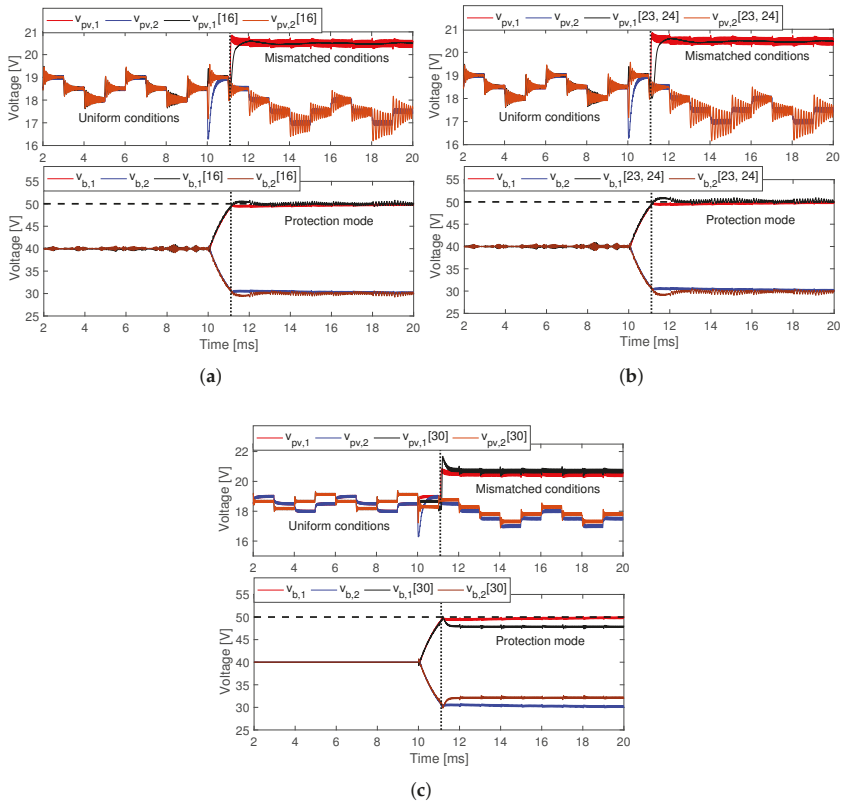 v_pv,1 v_pv,2 v_pv,1[16] v_pv,2[16]
21
20
19
18
17
16
Voltage [V]
Mismatched conditions
Uniform conditions
2 4 6 8 10 12 14 16 18 20
v_b,1 v_b,2 v_b,1[16] v_b,2[16]
55
50
45
40
35
30
25
Voltage [V]
Protection mode
2 4 6 8 10 12 14 16 18 20
Time [ms]
(a)
v_pv,1 v_pv,2 v_pv,1[23, 24] v_pv,2[23, 24]
21
20
19
18
17
16
Voltage [V]
Mismatched conditions
Uniform conditions
2 4 6 8 10 12 14 16 18 20
v_b,1 v_b,2 v_b,1[23, 24] v_b,2[23, 24]
55
50
45
40
35
30
25
Voltage [V]
Protection mode
2 4 6 8 10 12 14 16 18 20
Time [ms]
(b)
v_pv,1 v_pv,2 v_pv,1[30] v_pv,2[30]
22
20
18
16
Voltage [V]
Mismatched conditions
Uniform conditions
2 4 6 8 10 12 14 16 18 20
v_b,1 v_b,2 v_b,1[30] v_b,2[30]
55
50
45
40
35
30
25
Voltage [V]
Protection mode
2 4 6 8 10 12 14 16 18 20
Time [ms]
(c)